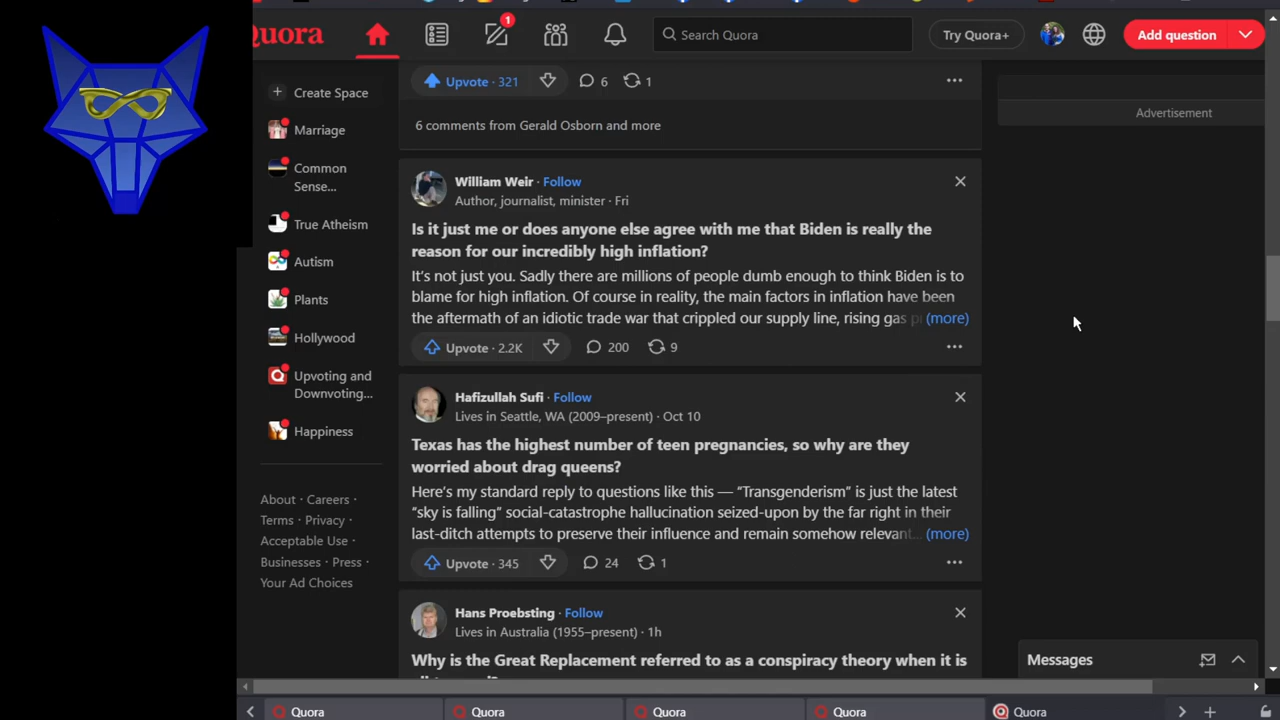 Quora
1
Search Quora
Try Quora+
Add question
Create Space
Marriage
Common
Sense...
True Atheism
Autism
Plants
Hollywood
Upvoting and
Downvoting...
Happiness
About · Careers ·
Terms · Privacy ·
Acceptable Use ·
Businesses · Press ·
Your Ad Choices
Upvote · 321
6
1
6 comments from Gerald Osborn and more
William Weir · Follow
Author, journalist, minister · Fri
Is it just me or does anyone else agree with me that Biden is really the
reason for our incredibly high inflation?
It’s not just you. Sadly there are millions of people dumb enough to think Biden is to
blame for high inflation. Of course in reality, the main factors in inflation have been
the aftermath of an idiotic trade war that crippled our supply line, rising gas (more)
Upvote · 2.2K
200
9
Hafizullah Sufi · Follow
Lives in Seattle, WA (2009–present) · Oct 10
Texas has the highest number of teen pregnancies, so why are they
worried about drag queens?
Here’s my standard reply to questions like this — “Transgenderism” is just the latest
“sky is falling” social-catastrophe hallucination seized-upon by the far right in their
last-ditch attempts to preserve their influence and remain somehow relevant... (more)
Upvote · 345
24
1
Hans Proebsting · Follow
Lives in Australia (1955–present) · 1h
Why is the Great Replacement referred to as a conspiracy theory when it is
Advertisement
Messages
Quora
Quora
Quora
Quora
Quora